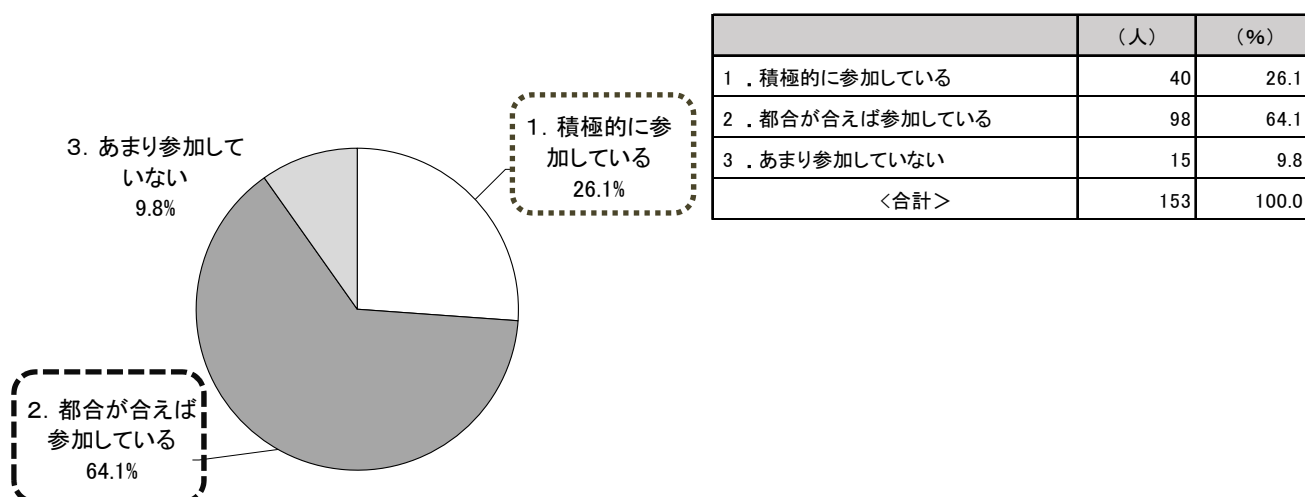 （人） （%）
1 ．積極的に参加している 40 26.1
2 ．都合が合えば参加している 98 64.1
3 ．あまり参加していない 15 9.8
＜合計＞ 153 100.0
1．積極的に参
加している
26.1%
3．あまり参加して
いない
9.8%
2．都合が合えば
参加している
64.1%